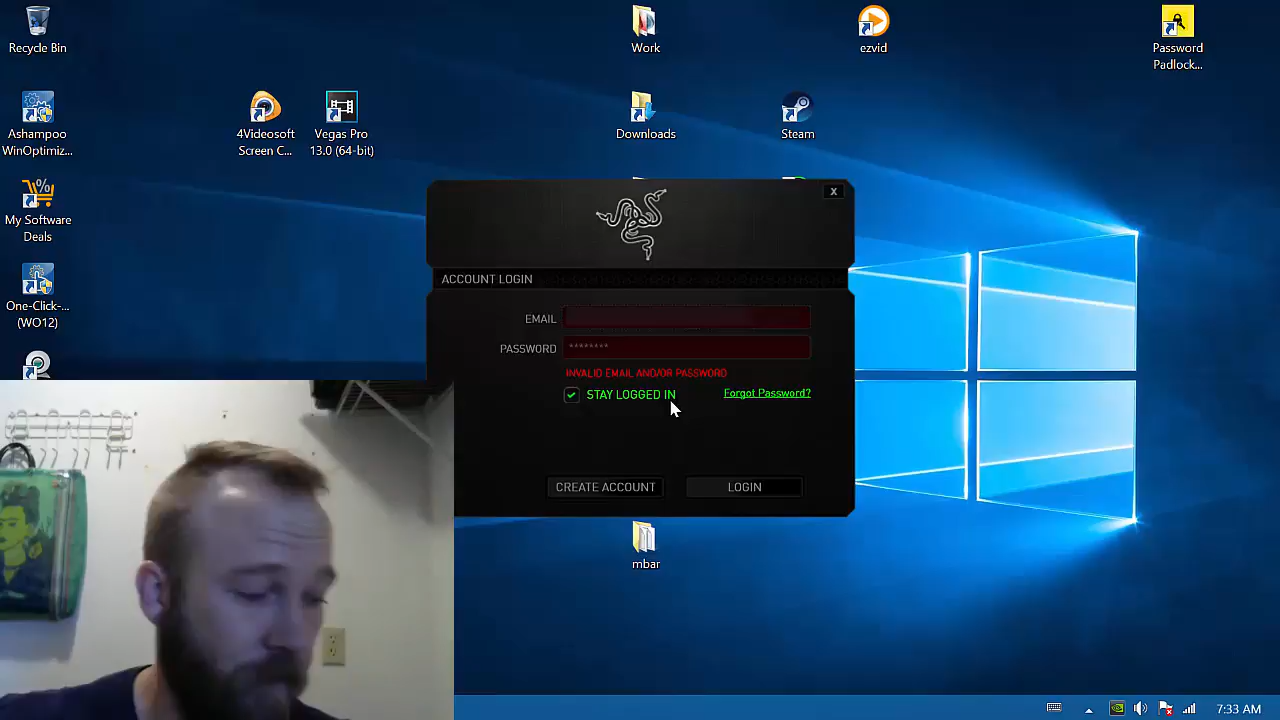 Recycle Bin
Work
ezvid
Password
Padlock...
Ashampoo
WinOptimiz...
4Videosoft
Screen C...
Vegas Pro
13.0 (64-bit)
Downloads
Steam
My Software
Deals
X
ACCOUNT LOGIN
One-Click-...
(WO12)
EMAIL
PASSWORD
********
INVALID EMAIL AND/OR PASSWORD
STAY LOGGED IN
Forgot Password?
CREATE ACCOUNT
LOGIN
mbar
7:33 AM